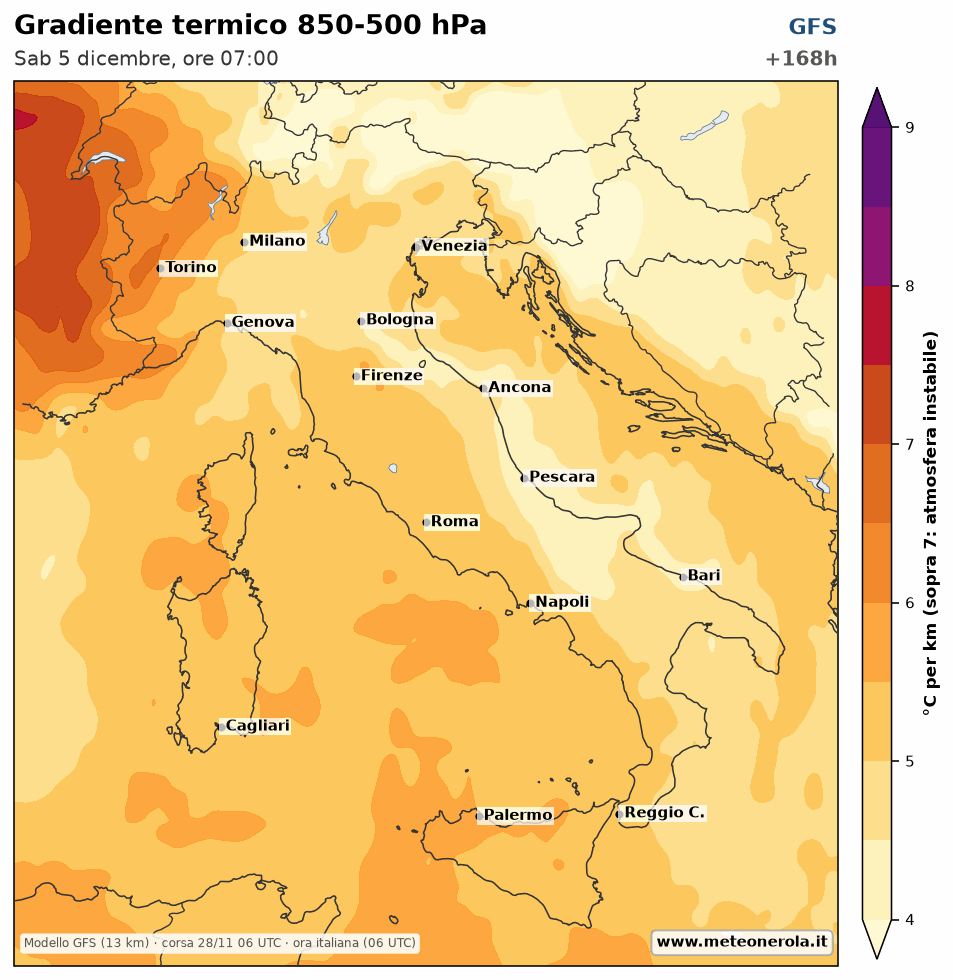 Gradiente termico 850-500 hPa
GFS
Sab 5 dicembre, ore 07:00
+168h
Milano
Venezia
Torino
Genova
Bologna
Firenze
Ancona
Pescara
Roma
Bari
Napoli
Cagliari
Palermo
Reggio C.
9
8
7
6
5
4
°C per km (sopra 7: atmosfera instabile)
Modello GFS (13 km) · corsa 28/11 06 UTC · ora italiana (06 UTC)
www.meteonerola.it